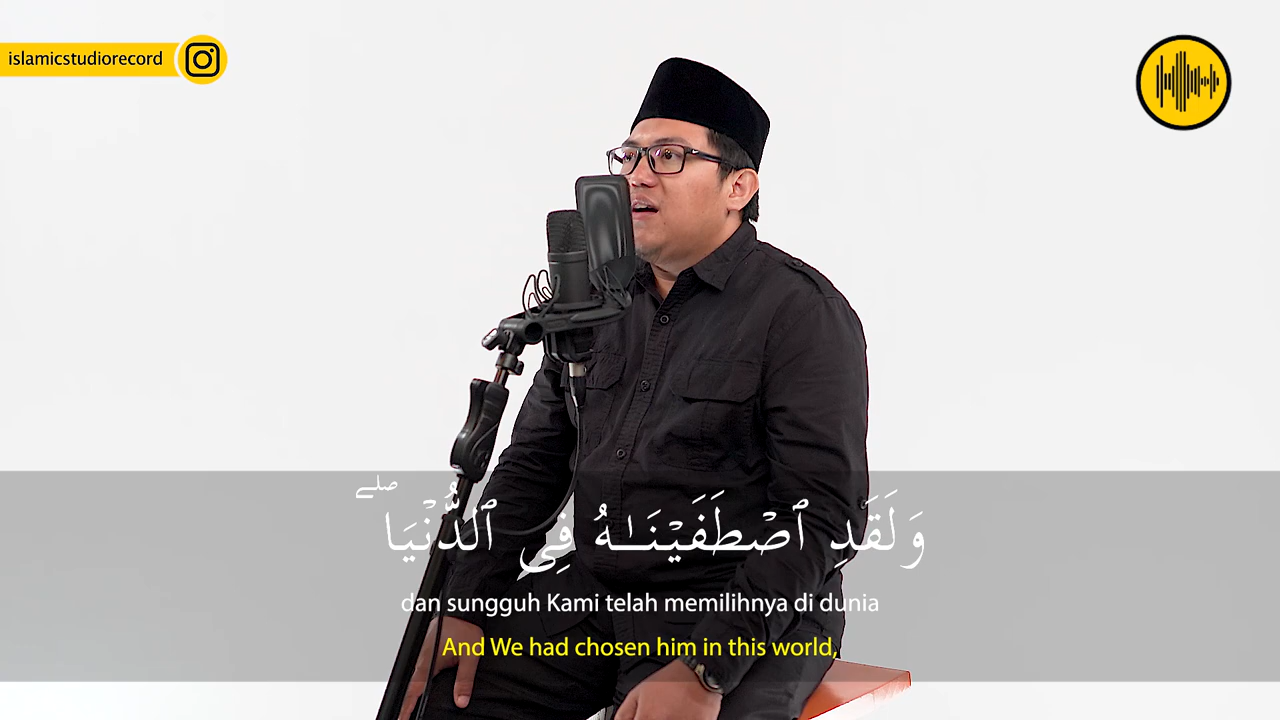 islamicstudiorecord
وَلَقَدِ ٱصْطَفَيْنَـٰهُ فِى ٱلدُّنْيَا ۖ
dan sungguh Kami telah memilihnya di dunia
And We had chosen him in this world,